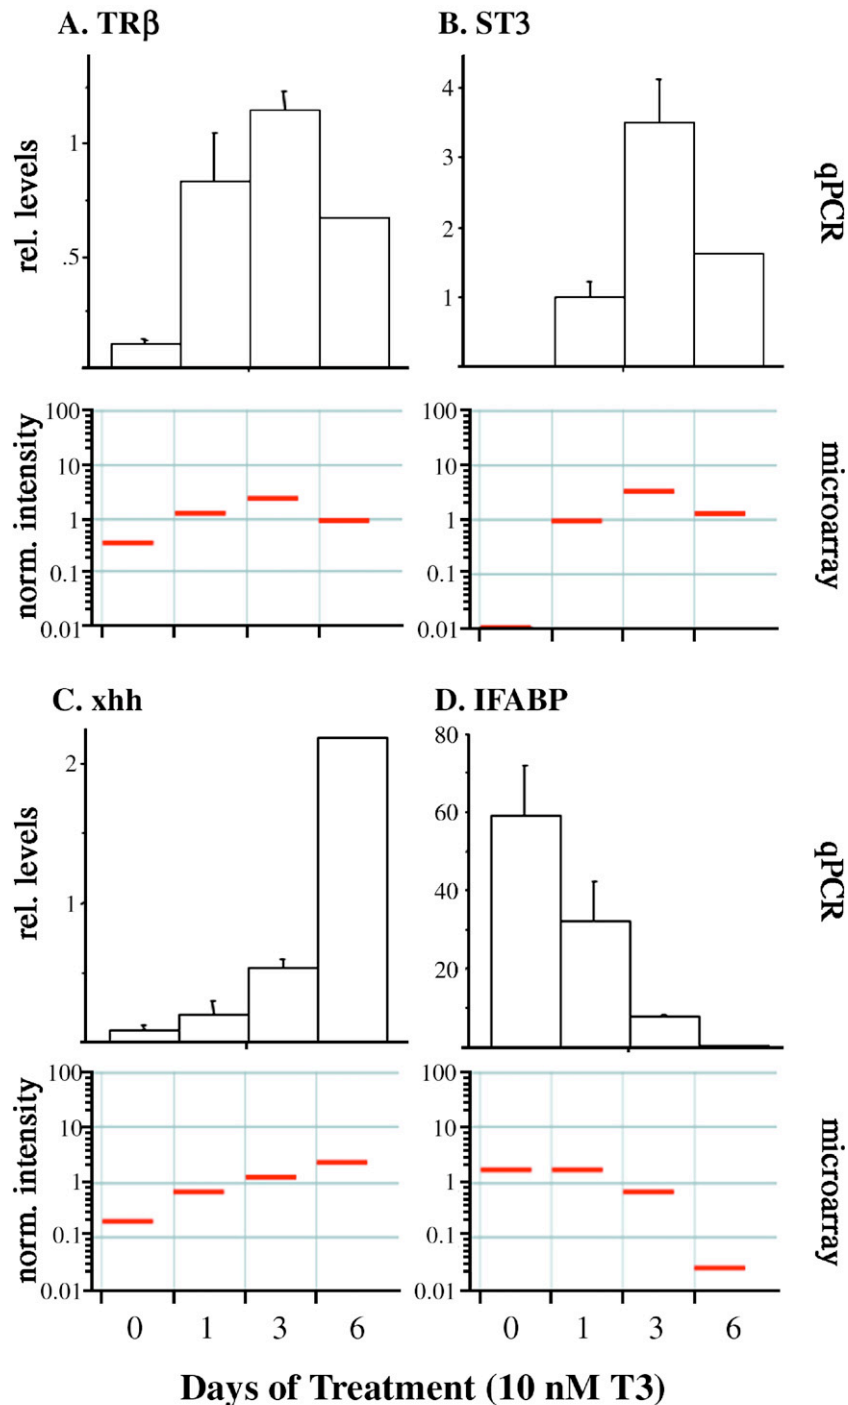 A. TRβ
B. ST3
rel. levels
1
.5
4
3
2
1
qPCR
norm. intensity
100
10
1
0.1
0.01
100
10
1
0.1
0.01
microarray
C. xhh
D. IFABP
rel. levels
2
1
80
60
40
20
qPCR
norm. intensity
100
10
1
0.1
0.01
100
10
1
0.1
0.01
microarray
0 1 3 6
0 1 3 6
Days of Treatment (10 nM T3)